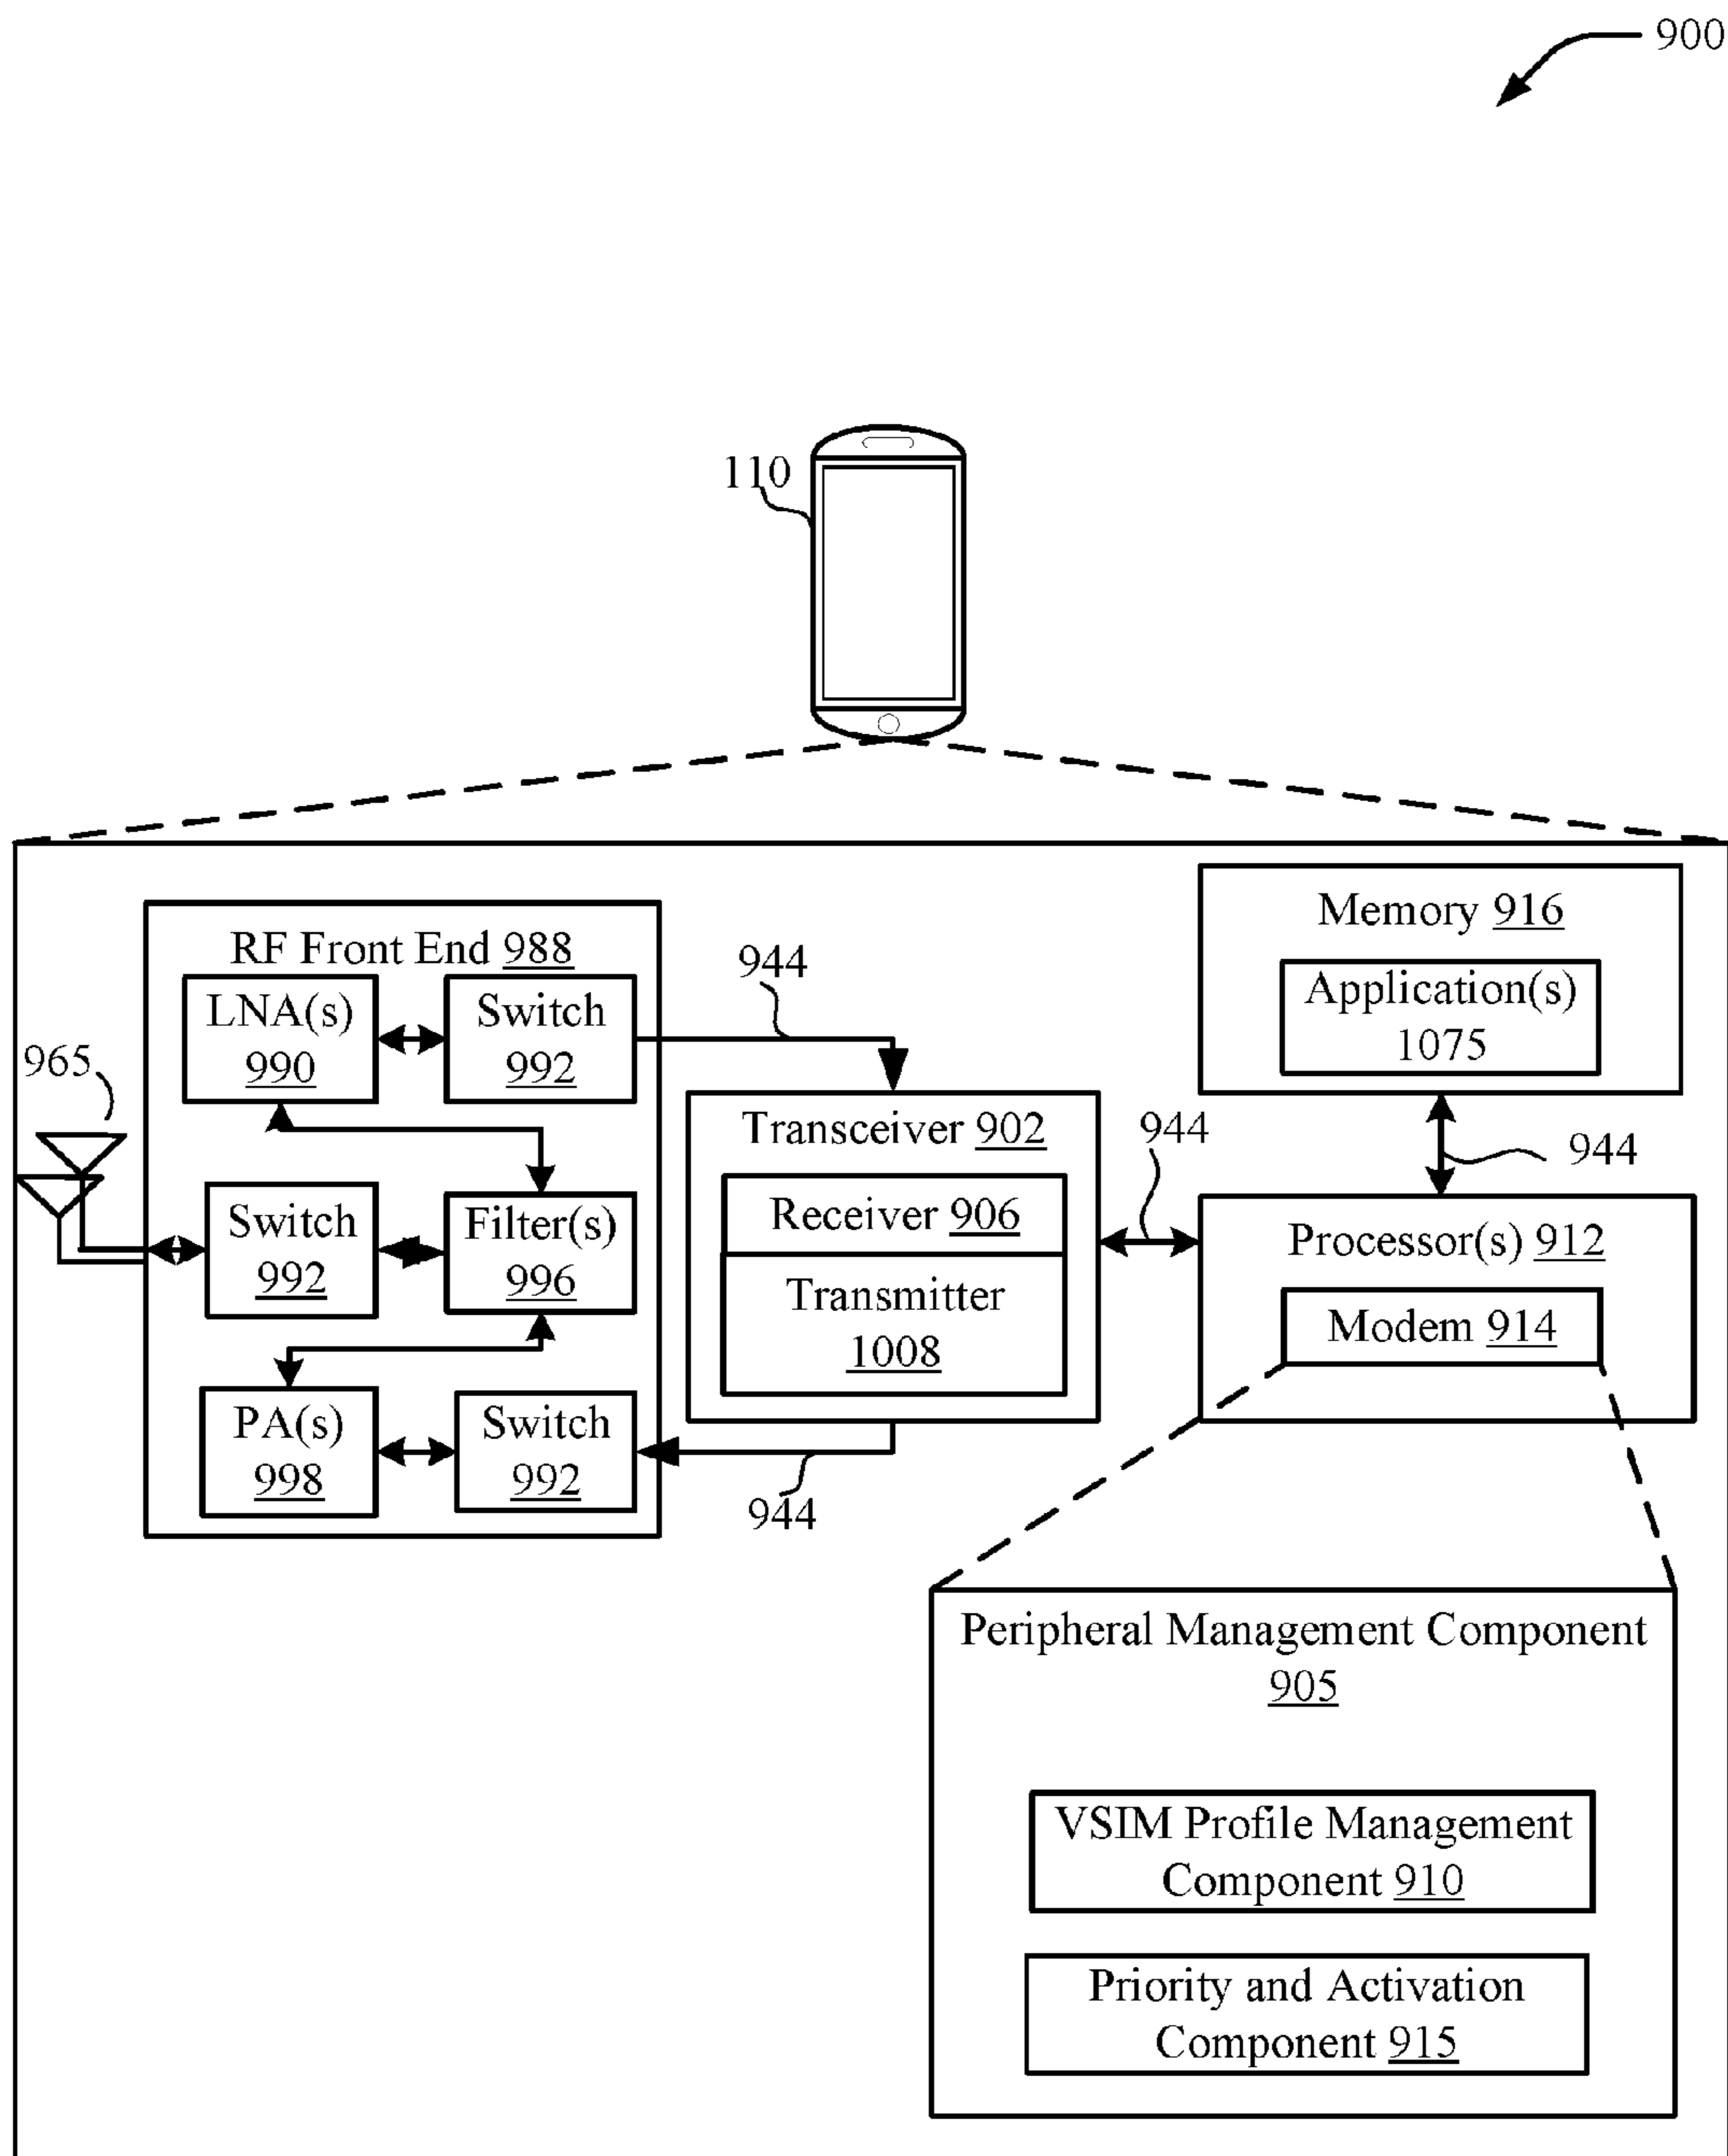 900
110
RF Front End 988
LNA(s)
990
Switch
992
944
965
Switch
992
Filter(s)
996
PA(s)
998
Switch
992
944
Transceiver 902
Receiver 906
Transmitter
1008
944
Memory 916
Application(s)
1075
944
Processor(s) 912
Modem 914
Peripheral Management Component
905
VSIM Profile Management
Component 910
Priority and Activation
Component 915